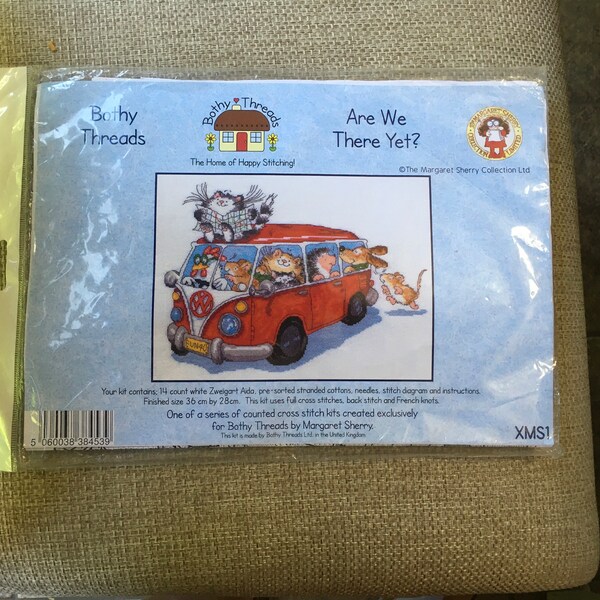 Bothy
Threads
Bothy Threads
The Home of Happy Stitching!
Are We
There Yet?
MARGARET SHERRY
©The Margaret Sherry Collection Ltd.
Your kit contains; 14 count white Zweigart Aida, pre-sorted stranded cottons, needles, stitch diagram and instructions.
Finished size 36 cm by 28cm. This kit uses full cross stitches, back stitch and French knots.
One of a series of counted cross stitch kits created exclusively
for Bothy Threads by Margaret Sherry.
This kit is made by Bothy Threads Ltd. in the United Kingdom.
5 060038 384539
XMS1